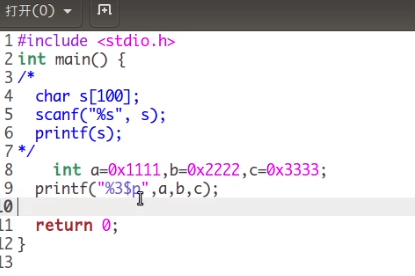 打开(O)
1 #include <stdio.h>
2 int main() {
3 /*
4   char s[100];
5   scanf("%s", s);
6   printf(s);
7 */
8     int a=0x1111,b=0x2222,c=0x3333;
9   printf("%3$p",a,b,c);
10
11   return 0;
12 }
13